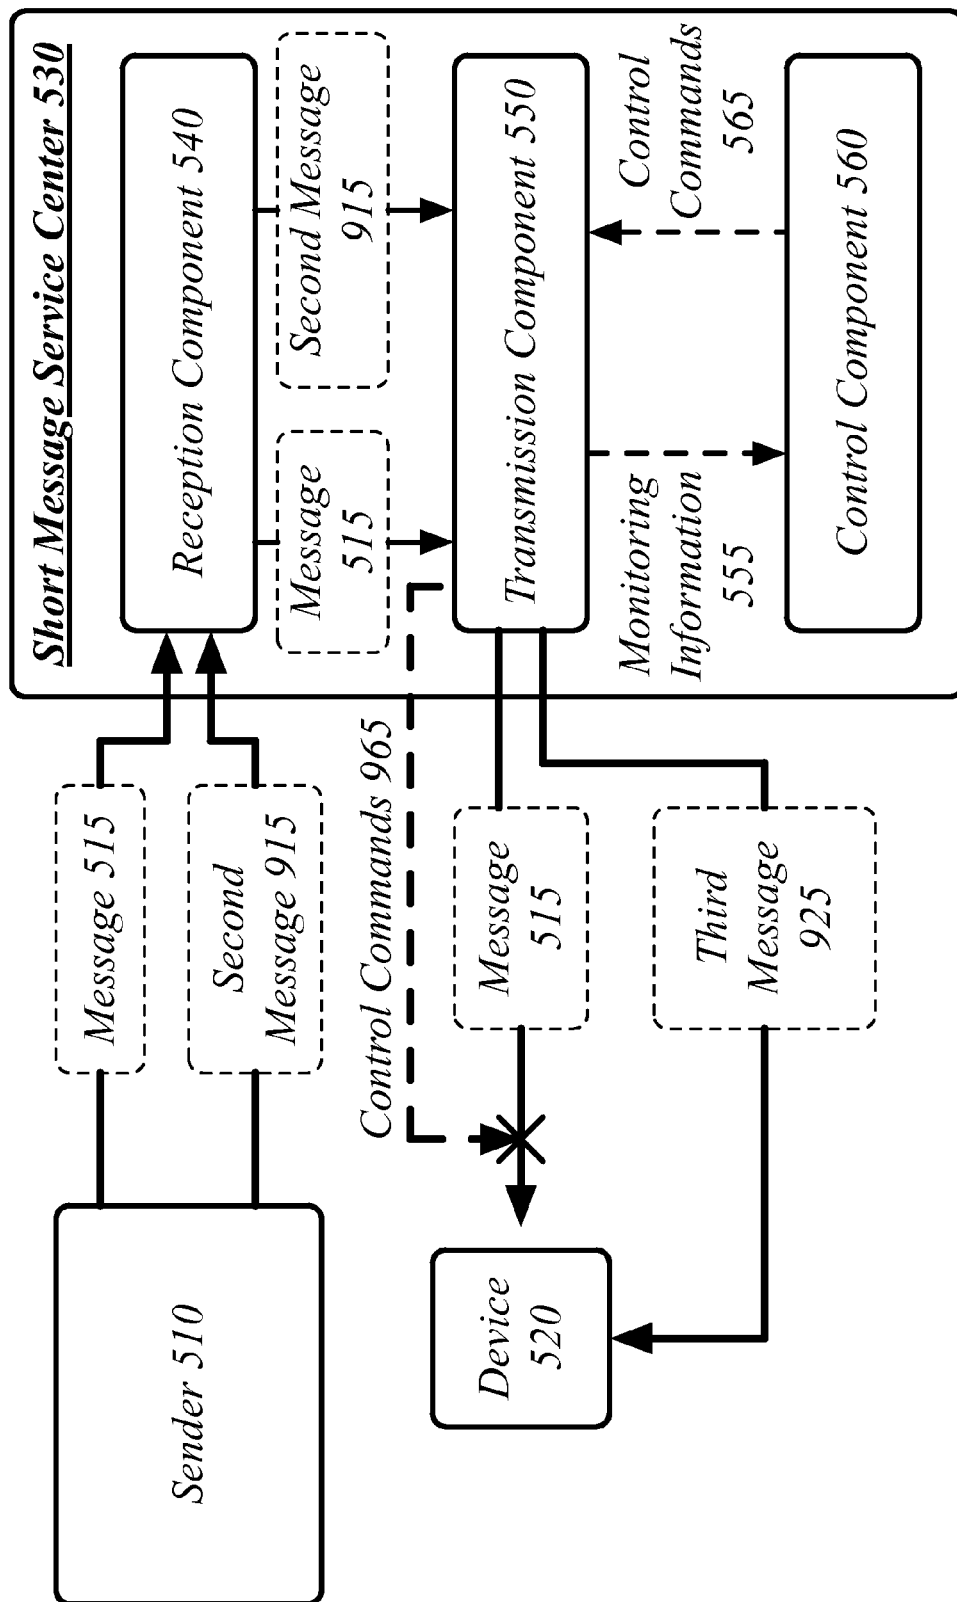 Short Message Service Center 530
Sender 510
Message 515
Second
Message 915
Reception Component 540
Message
515
Second Message
915
Control Commands 965
Device
520
Message
515
Third
Message
925
Transmission Component 550
Monitoring
Information
555
Control
Commands
565
Control Component 560